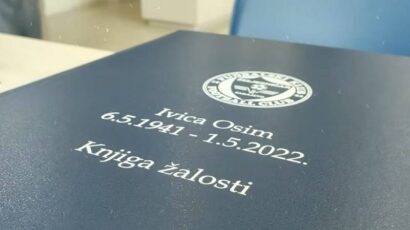 Ivica Osim
6.5.1941 - 1.5.2022.
Knjiga žalosti